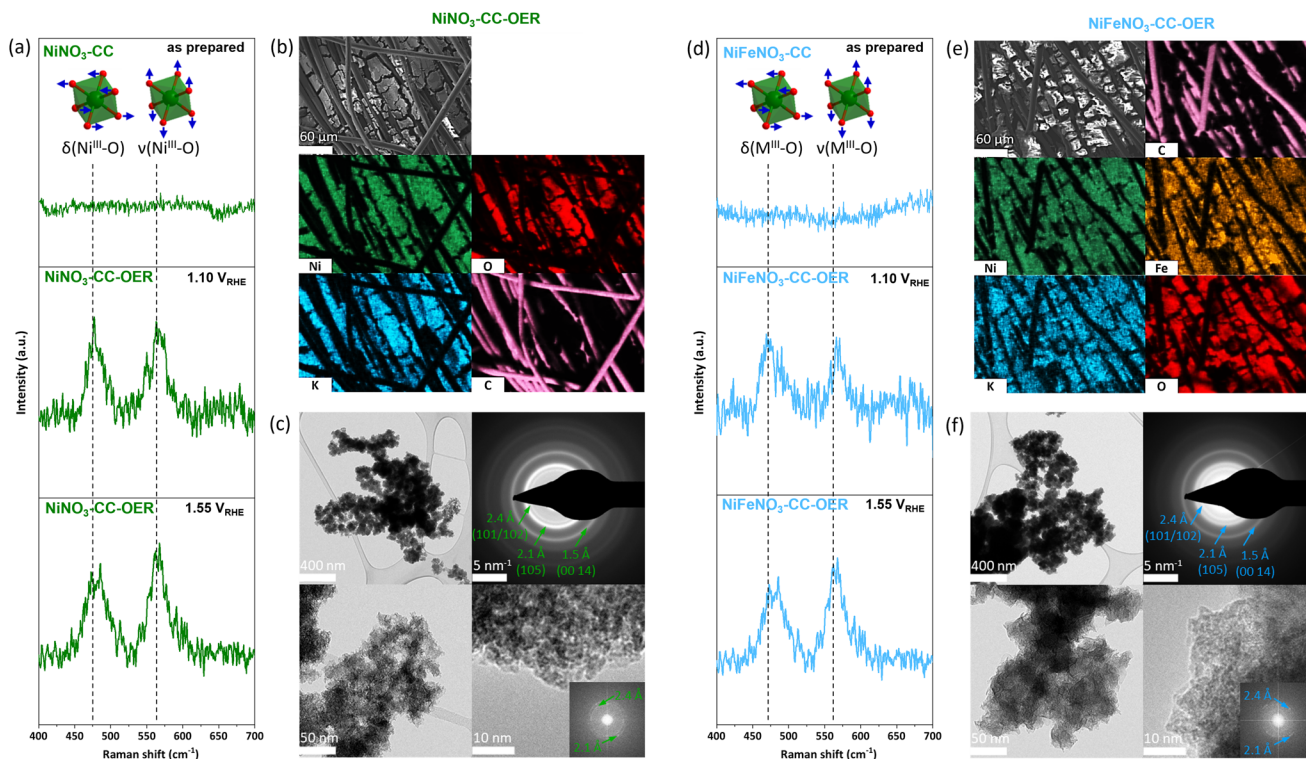 NiNO₃-CC-OER
(a)
NiNO₃-CC
as prepared
δ(Niᴵᴵᴵ-O)
ν(Niᴵᴵᴵ-O)
NiNO₃-CC-OER
1.10 V_RHE
NiNO₃-CC-OER
1.55 V_RHE
Intensity (a.u.)
400 450 500 550 600 650 700
Raman shift (cm⁻¹)
(b)
60 µm
Ni
O
K
C
(c)
400 nm
2.4 Å
(101/102)
2.1 Å
(105)
1.5 Å
(00 14)
5 nm⁻¹
50 nm
10 nm
2.4 Å
2.1 Å
NiFeNO₃-CC-OER
(d)
NiFeNO₃-CC
as prepared
δ(Mᴵᴵᴵ-O)
ν(Mᴵᴵᴵ-O)
NiFeNO₃-CC-OER
1.10 V_RHE
NiFeNO₃-CC-OER
1.55 V_RHE
Intensity (a.u.)
400 450 500 550 600 650 700
Raman shift (cm⁻¹)
(e)
60 µm
C
Ni
Fe
K
O
(f)
400 nm
2.4 Å
(101/102)
2.1 Å
(105)
1.5 Å
(00 14)
5 nm⁻¹
50 nm
10 nm
2.4 Å
2.1 Å